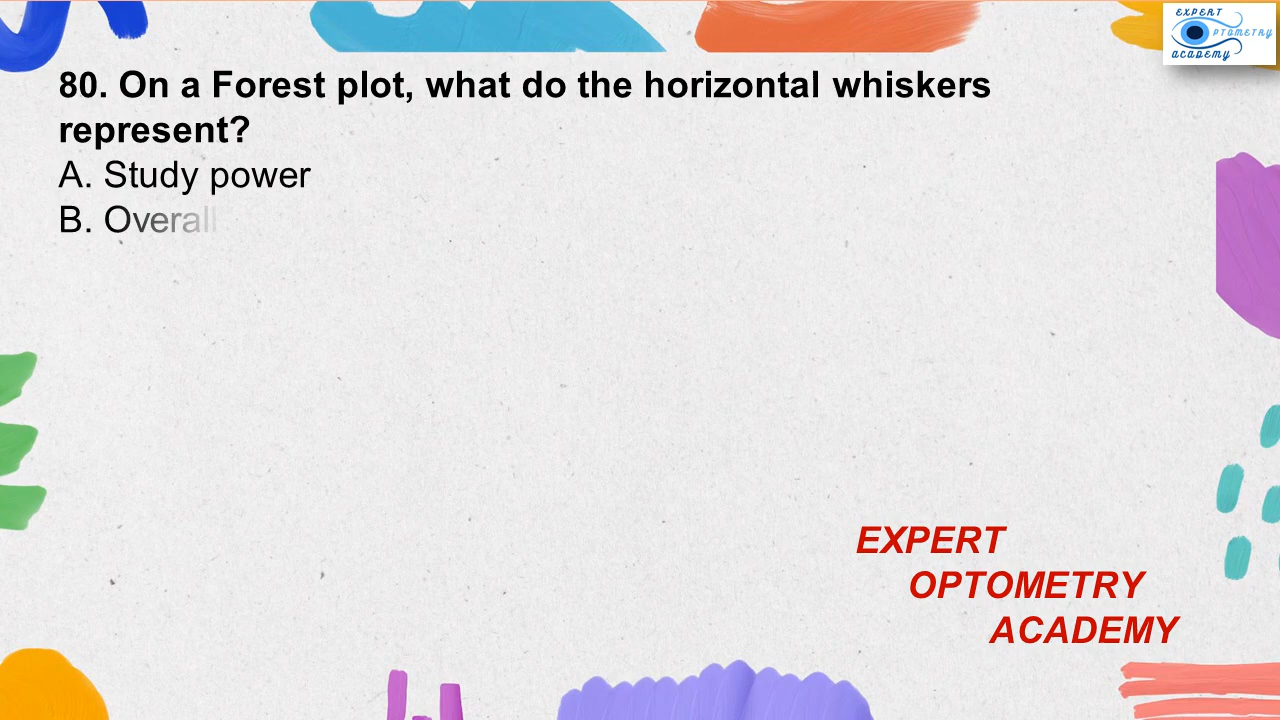 EXPERT
OPTOMETRY
academy
80. On a Forest plot, what do the horizontal whiskers
represent?
A. Study power
B. Overall
EXPERT
OPTOMETRY
ACADEMY